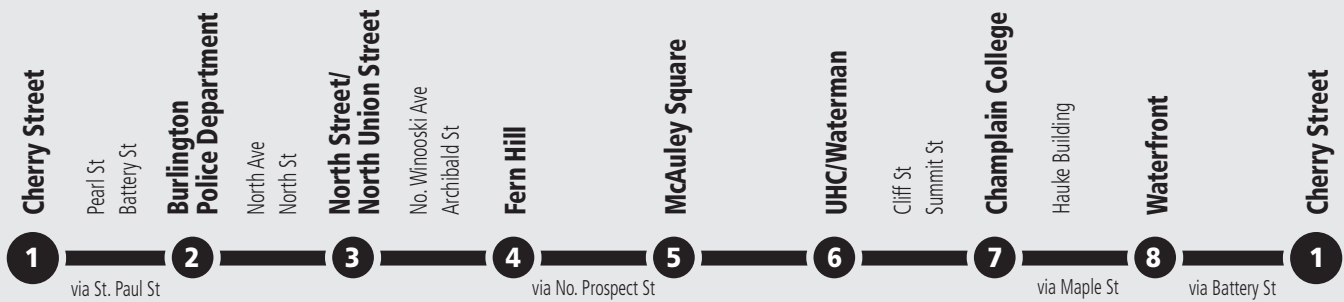 Cherry Street
Pearl St
Battery St
Burlington
Police Department
North Ave
North St
North Street/
North Union Street
No. Winooski Ave
Archibald St
Fern Hill
McAuley Square
UHC/Waterman
Cliff St
Summit St
Champlain College
Hauke Building
Waterfront
Cherry Street
1 2 3 4 5 6 7 8 1
via St. Paul St via No. Prospect St via Maple St via Battery St